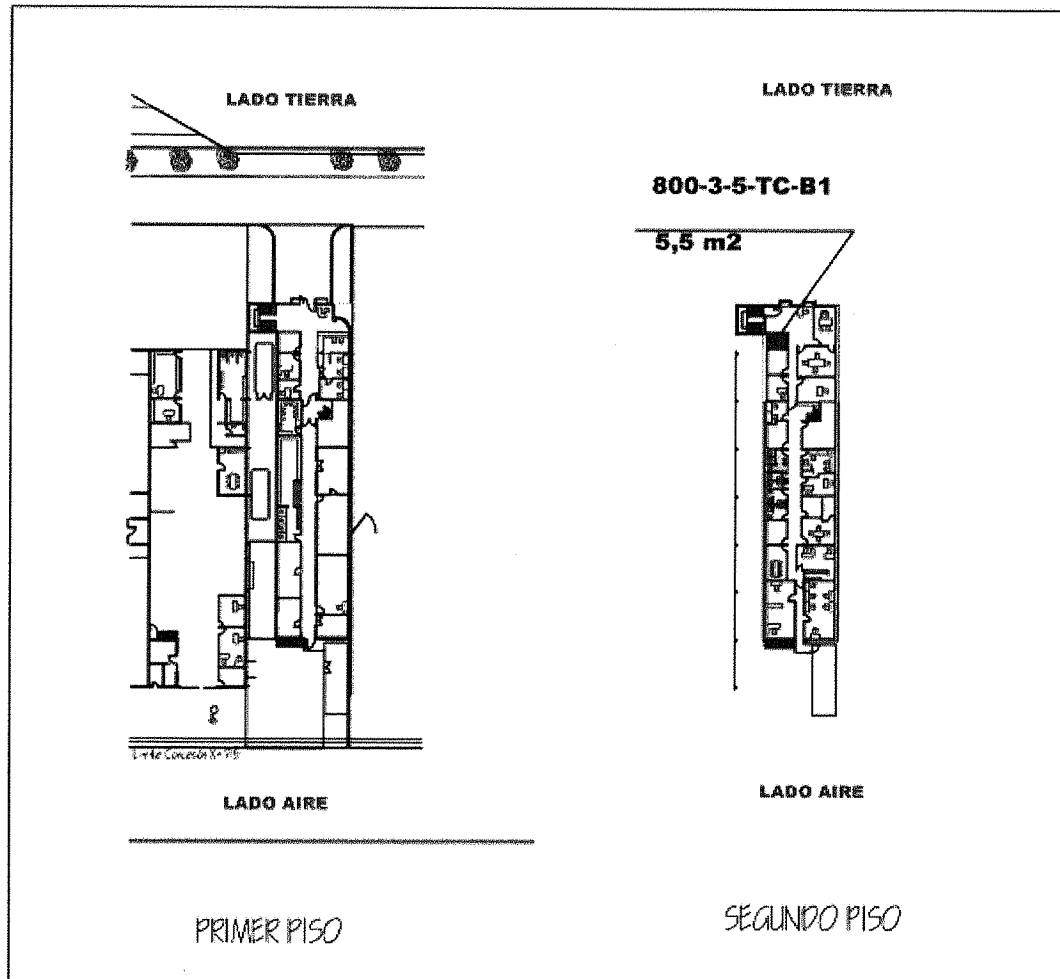 LADO TIERRA
LADO AIRE
PRIMER PISO
LADO TIERRA
800-3-5-TC-B1
5,5 m2
LADO AIRE
SEGUNDO PISO